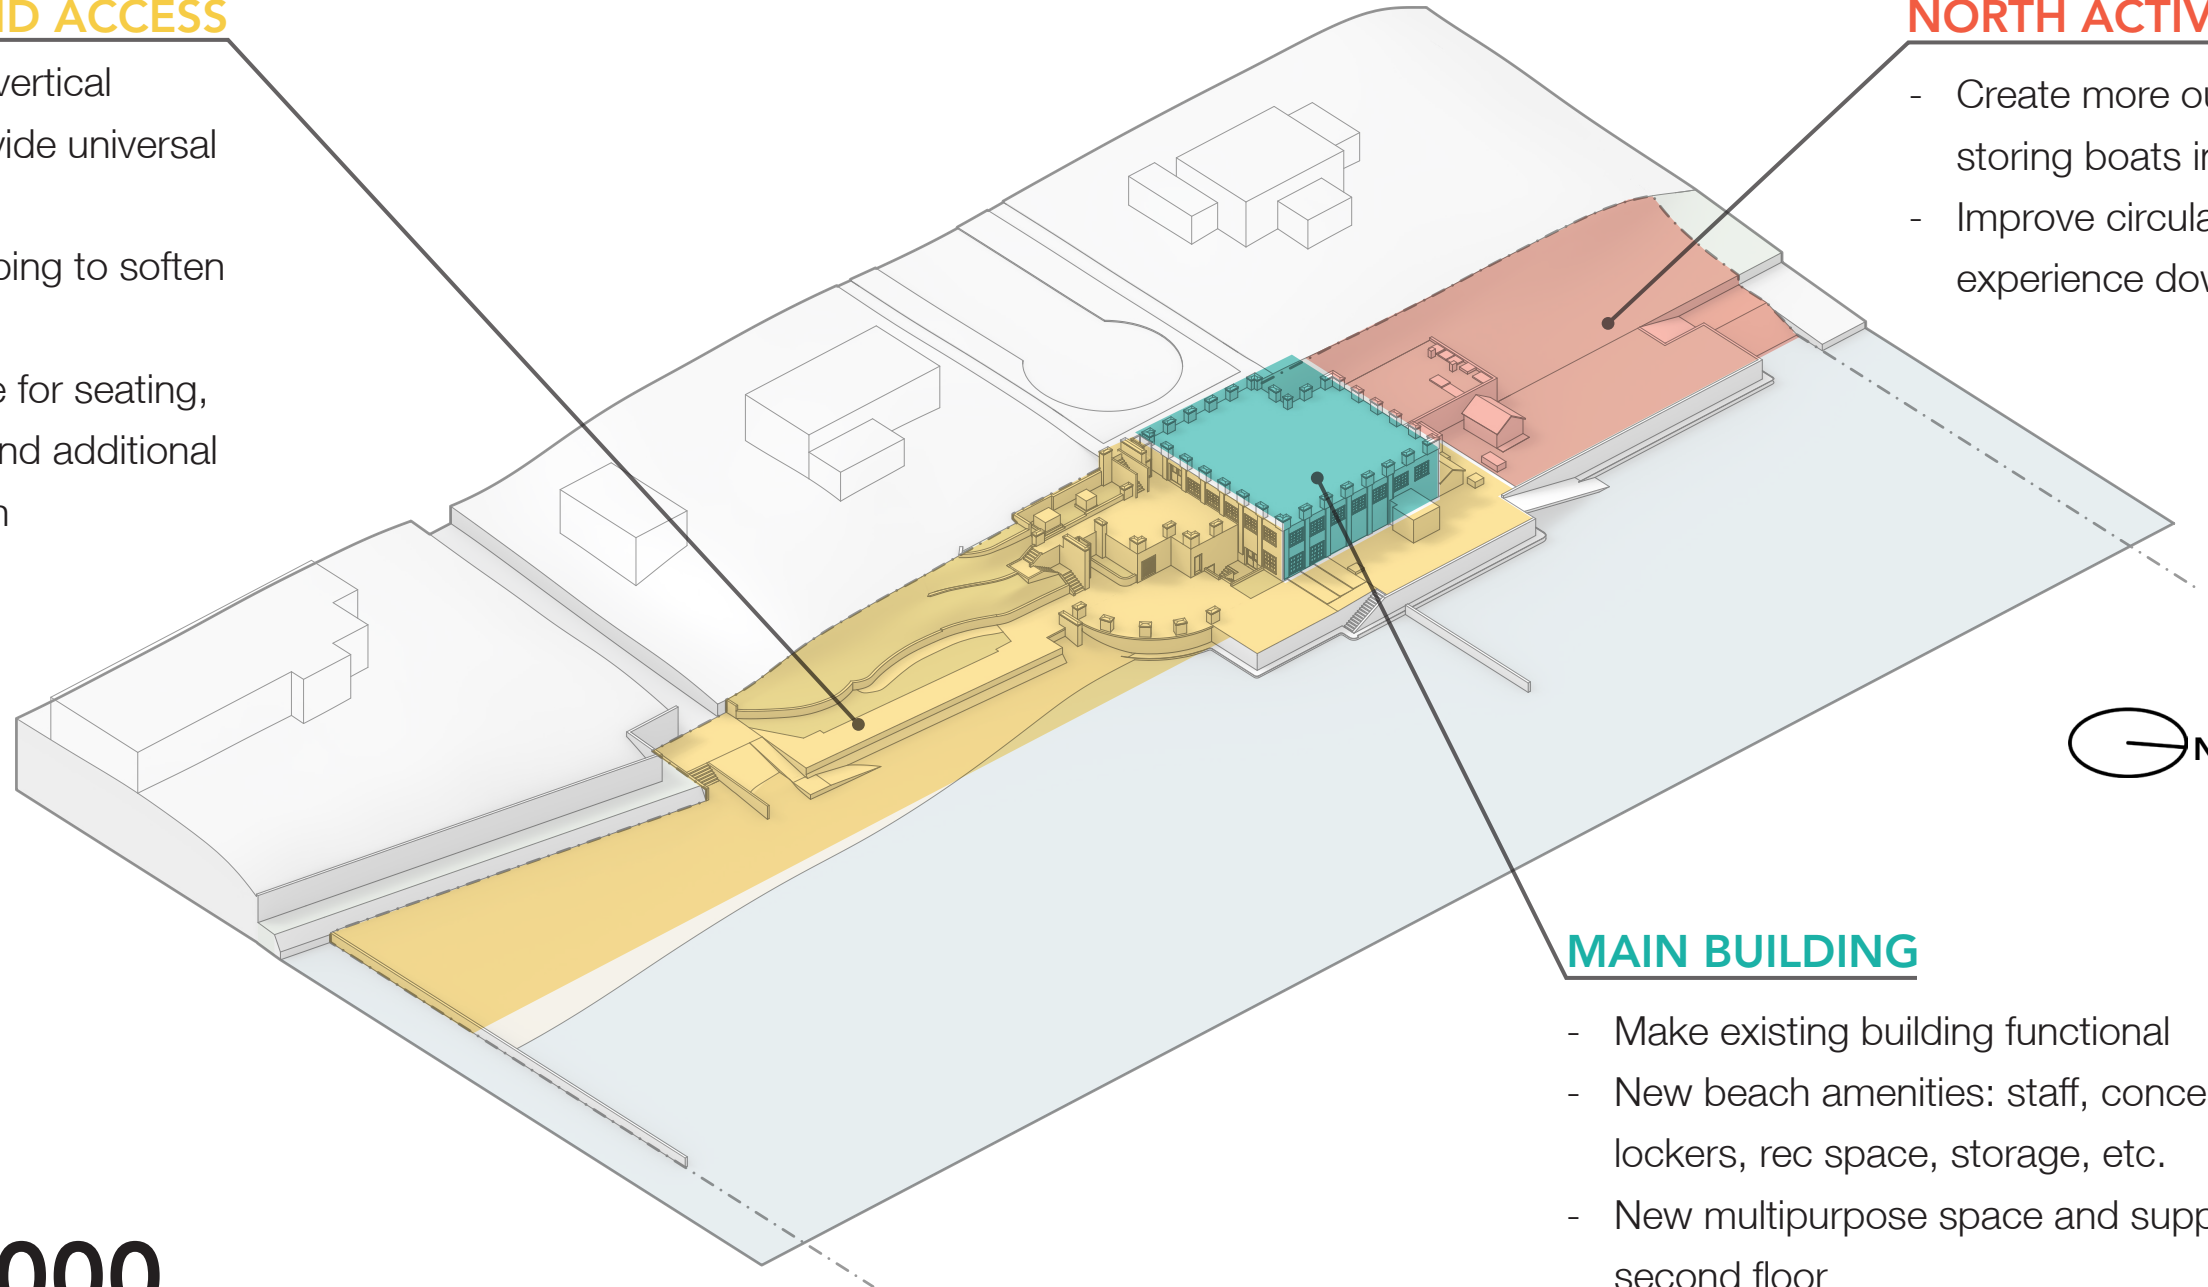 ID ACCESS
vertical
vide universal
ping to soften
e for seating,
nd additional
n
NORTH ACTIV
- Create more ou
storing boats in
- Improve circula
experience dow
N
MAIN BUILDING
- Make existing building functional
- New beach amenities: staff, conce
lockers, rec space, storage, etc.
- New multipurpose space and supp
second floor
000